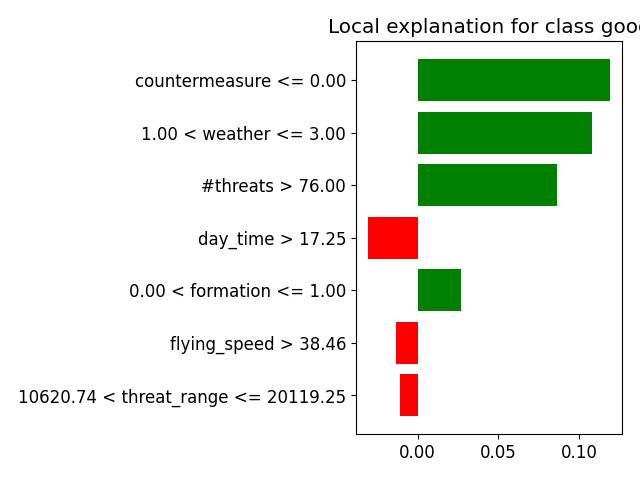 Local explanation for class good
countermeasure <= 0.00
1.00 < weather <= 3.00
#threats > 76.00
day_time > 17.25
0.00 < formation <= 1.00
flying_speed > 38.46
10620.74 < threat_range <= 20119.25
0.00 0.05 0.10